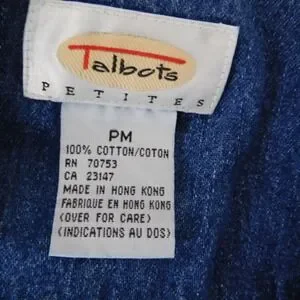 Talbots
PETITES
PM
100% COTTON/COTON
RN 70753
CA 23147
MADE IN HONG KONG
FABRIQUE EN HONG KONG
(OVER FOR CARE)
(INDICATIONS AU DOS)